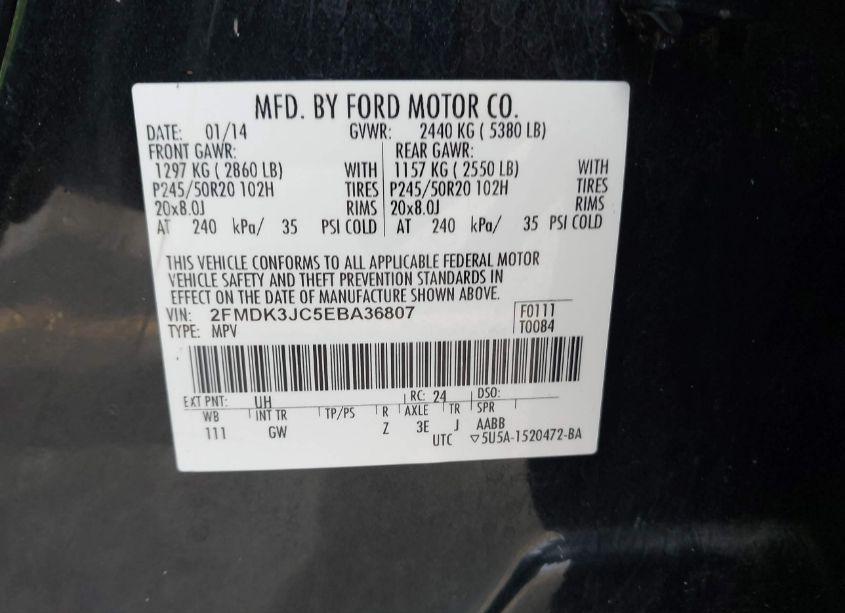 MFD. BY FORD MOTOR CO.
DATE: 01/14 GVWR: 2440 KG ( 5380 LB)
FRONT GAWR: REAR GAWR:
1297 KG ( 2860 LB) WITH 1157 KG ( 2550 LB) WITH
P245/50R20 102H TIRES P245/50R20 102H TIRES
20x8.0J RIMS 20x8.0J RIMS
AT 240 kPa/ 35 PSI COLD AT 240 kPa/ 35 PSI COLD
THIS VEHICLE CONFORMS TO ALL APPLICABLE FEDERAL MOTOR
VEHICLE SAFETY AND THEFT PREVENTION STANDARDS IN
EFFECT ON THE DATE OF MANUFACTURE SHOWN ABOVE.
VIN: 2FMDK3JC5EBA36807 F0111
TYPE: MPV T0084
EXT PNT: UH RC: 24 DSO:
WB INT TR TP/PS R AXLE TR SPR
111 GW Z 3E J AABB
UTC ▽5U5A-1520472-BA